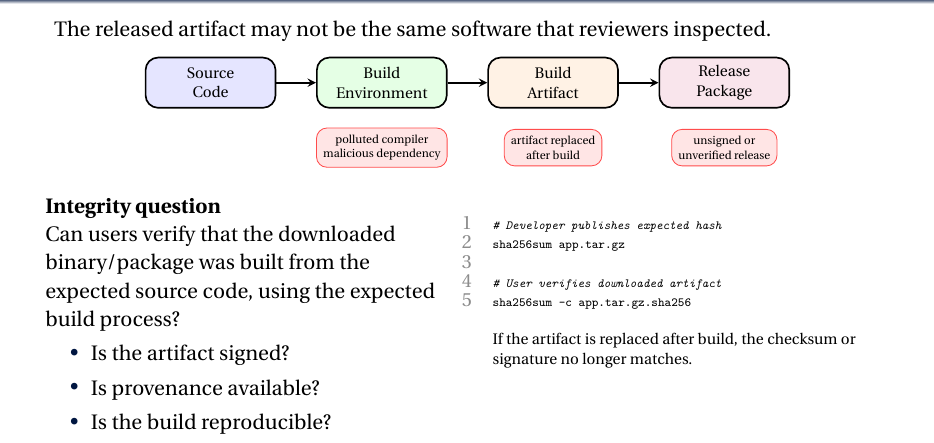 The released artifact may not be the same software that reviewers inspected.
Source
Code
Build
Environment
Build
Artifact
Release
Package
polluted compiler
malicious dependency
artifact replaced
after build
unsigned or
unverified release
Integrity question
Can users verify that the downloaded
binary/package was built from the
expected source code, using the expected
build process?
• Is the artifact signed?
• Is provenance available?
• Is the build reproducible?
1 # Developer publishes expected hash
2 sha256sum app.tar.gz
3
4 # User verifies downloaded artifact
5 sha256sum -c app.tar.gz.sha256
If the artifact is replaced after build, the checksum or
signature no longer matches.